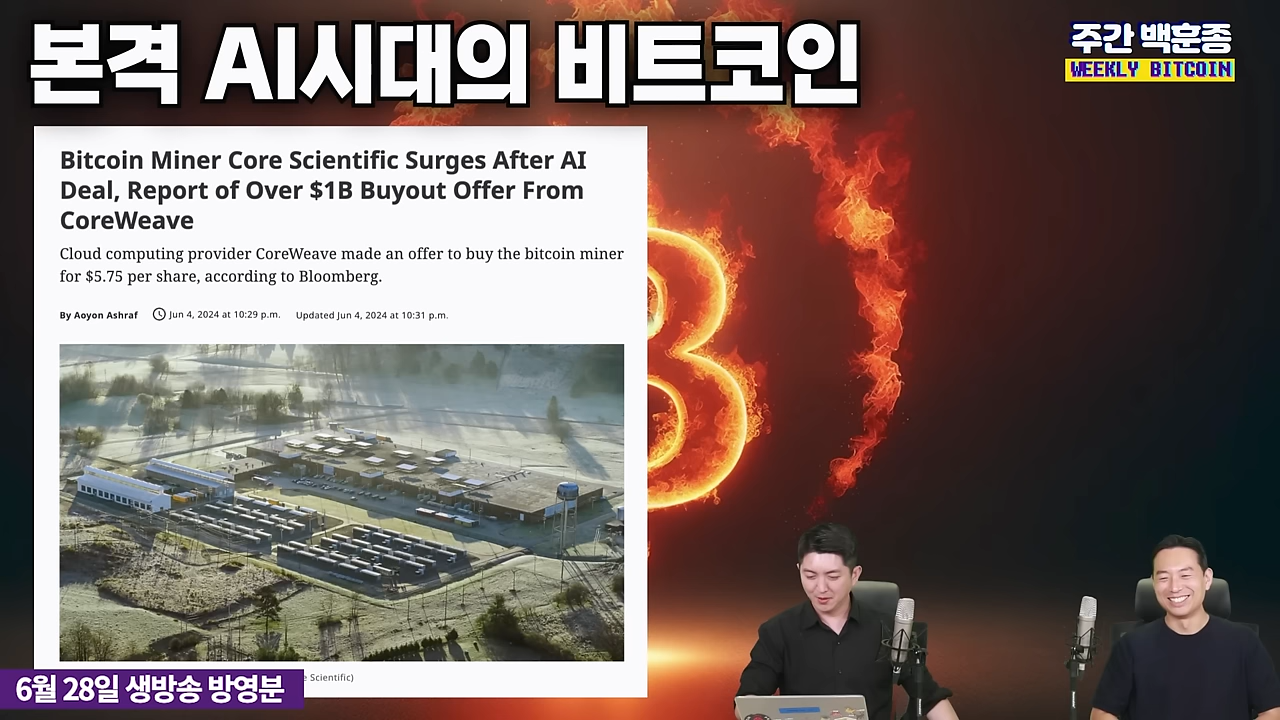 본격 AI시대의 비트코인
주간 백훈종
WEEKLY BITCOIN
Bitcoin Miner Core Scientific Surges After AI
Deal, Report of Over $1B Buyout Offer From
CoreWeave
Cloud computing provider CoreWeave made an offer to buy the bitcoin miner
for $5.75 per share, according to Bloomberg.
By Aoyon Ashraf Jun 4, 2024 at 10:29 p.m. Updated Jun 4, 2024 at 10:31 p.m.
Scientific)
6월 28일 생방송 방영분